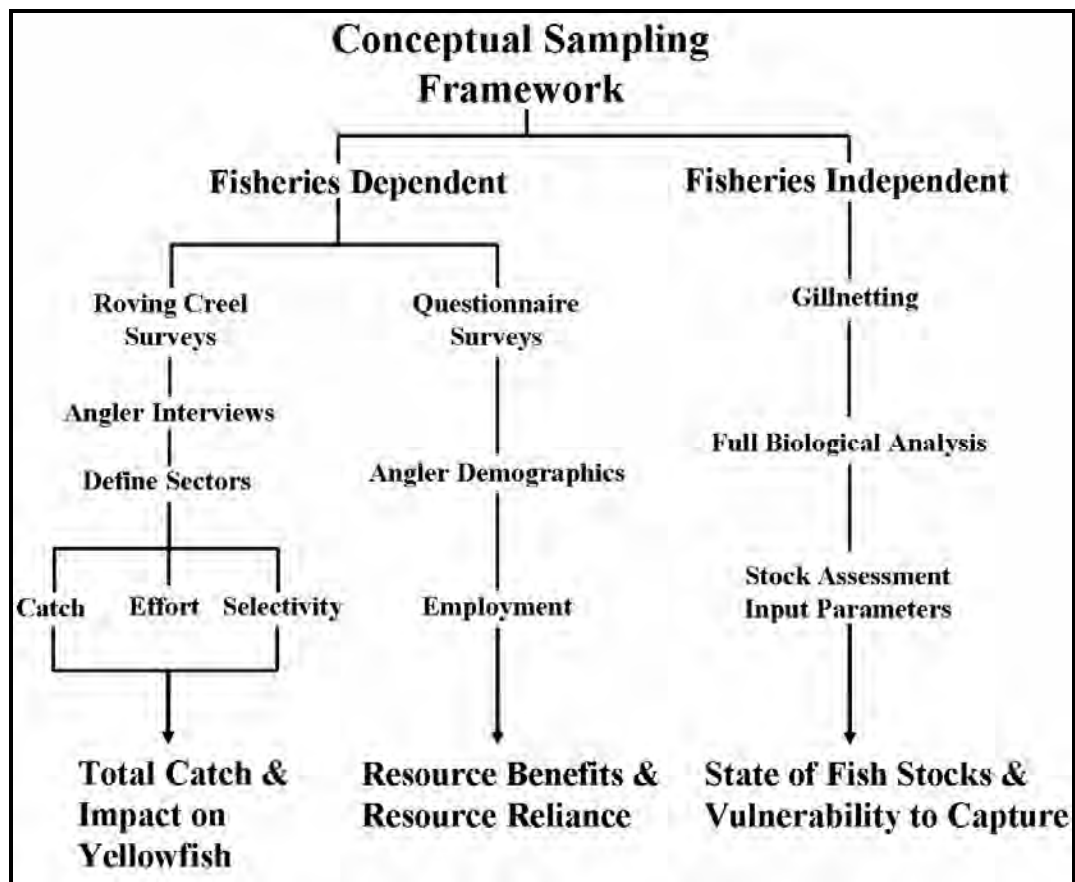 Conceptual Sampling
Framework
Fisheries Dependent
Fisheries Independent
Roving Creel
Surveys
Questionnaire
Surveys
Gillnetting
Angler Interviews
Full Biological Analysis
Define Sectors
Angler Demographics
Stock Assessment
Input Parameters
Catch
Effort
Selectivity
Employment
Total Catch &
Impact on
Yellowfish
Resource Benefits &
Resource Reliance
State of Fish Stocks &
Vulnerability to Capture